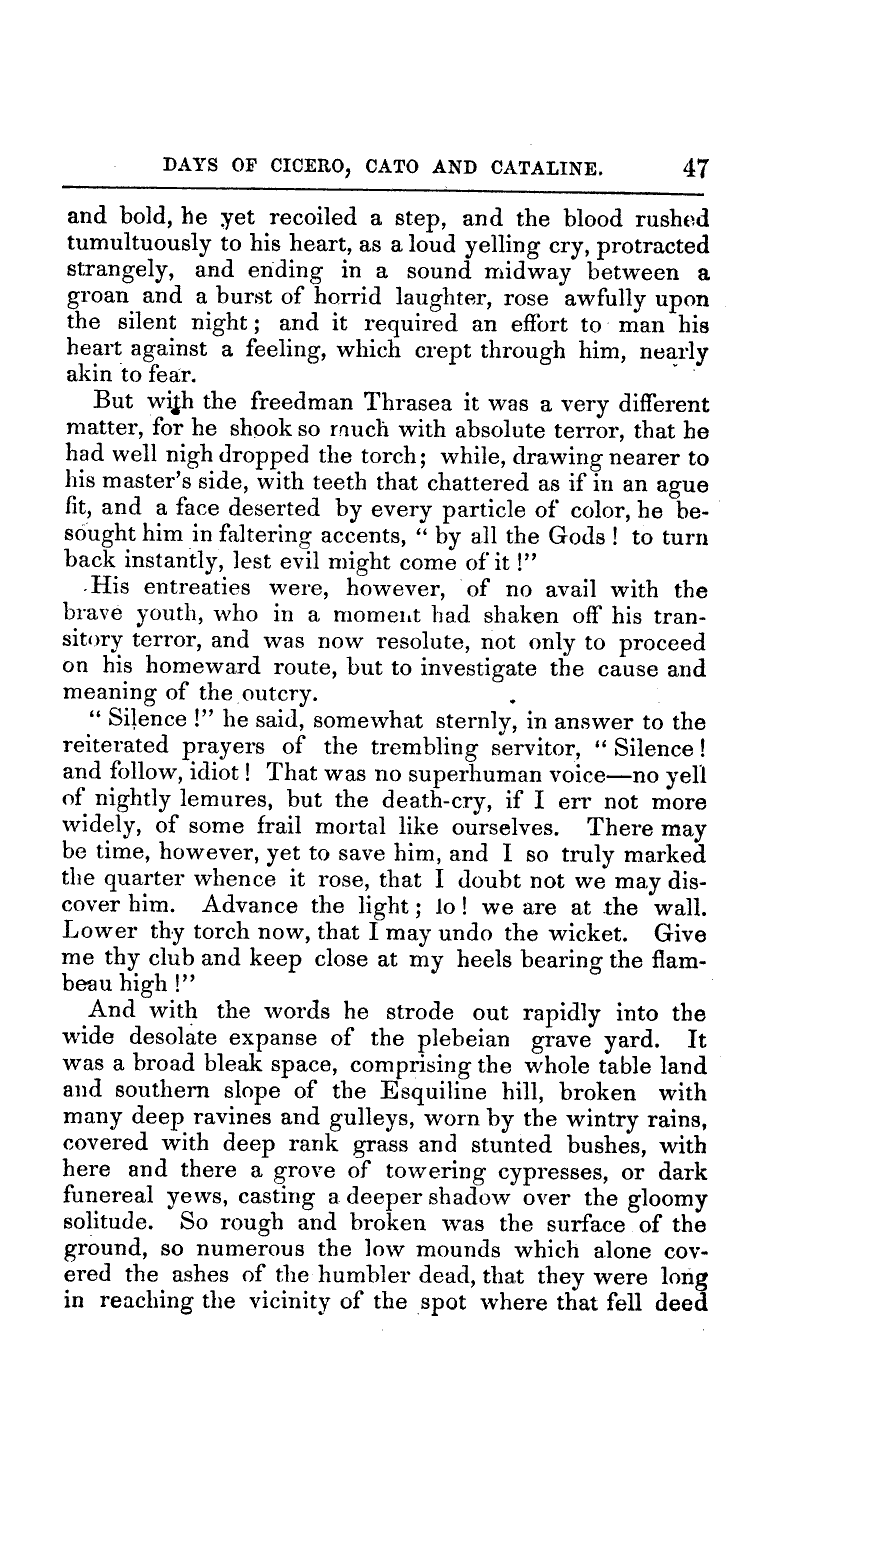 DAYS OF CICERO, CATO AND CATALINE. 47
and bold, he yet recoiled a step, and the blood rushed
tumultuously to his heart, as a loud yelling cry, protracted
strangely, and ending in a sound midway between a
groan and a burst of horrid laughter, rose awfully upon
the silent night; and it required an effort to man his
heart against a feeling, which crept through him, nearly
akin to fear.
But with the freedman Thrasea it was a very different
matter, for he shook so much with absolute terror, that he
had well nigh dropped the torch; while, drawing nearer to
his master's side, with teeth that chattered as if in an ague
fit, and a face deserted by every particle of color, he be-
sought him in faltering accents, “ by all the Gods ! to turn
back instantly, lest evil might come of it !”
His entreaties were, however, of no avail with the
brave youth, who in a moment had shaken off his tran-
sitory terror, and was now resolute, not only to proceed
on his homeward route, but to investigate the cause and
meaning of the outcry.
“ Silence !” he said, somewhat sternly, in answer to the
reiterated prayers of the trembling servitor, “ Silence !
and follow, idiot ! That was no superhuman voice—no yell
of nightly lemures, but the death-cry, if I err not more
widely, of some frail mortal like ourselves. There may
be time, however, yet to save him, and I so truly marked
the quarter whence it rose, that I doubt not we may dis-
cover him. Advance the light ; lo ! we are at the wall.
Lower thy torch now, that I may undo the wicket. Give
me thy club and keep close at my heels bearing the flam-
beau high !”
And with the words he strode out rapidly into the
wide desolate expanse of the plebeian grave yard. It
was a broad bleak space, comprising the whole table land
and southern slope of the Esquiline hill, broken with
many deep ravines and gulleys, worn by the wintry rains,
covered with deep rank grass and stunted bushes, with
here and there a grove of towering cypresses, or dark
funereal yews, casting a deeper shadow over the gloomy
solitude. So rough and broken was the surface of the
ground, so numerous the low mounds which alone cov-
ered the ashes of the humbler dead, that they were long
in reaching the vicinity of the spot where that fell deed